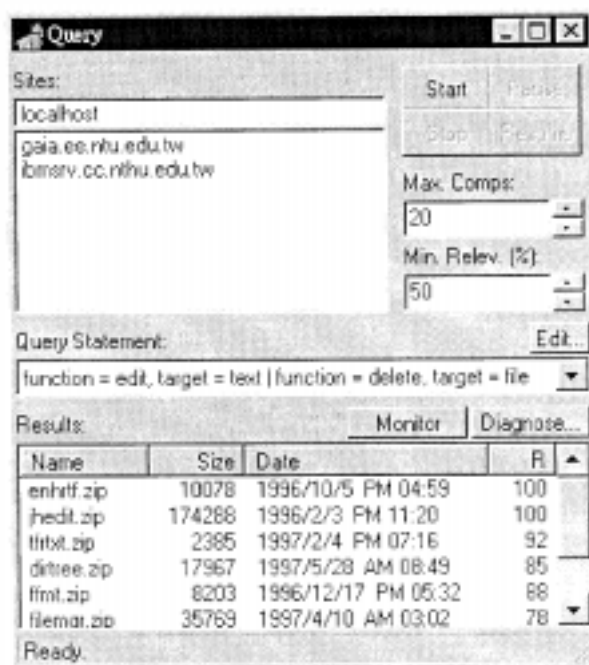 Query
Sites:
localhost
gaia.ee.ntu.edu.tw
ibmsrv.cc.nthu.edu.tw
Start Pause
Stop Resume
Max. Comps:
20
Min. Relev. (%):
50
Query Statement:
Edit...
function = edit, target = text | function = delete, target = file
Results:
Monitor
Diagnose...
Name Size Date R
enhrtf.zip 10078 1996/10/5 PM 04:59 100
jhedit.zip 174288 1996/2/3 PM 11:20 100
2385 1997/2/4 PM 07:16 92
dirtree.zip 17967 1997/5/28 AM 08:49 85
ffmt.zip 8203 1996/12/17 PM 05:32 88
filemgr.zip 35769 1997/4/10 AM 03:02 78
Ready.